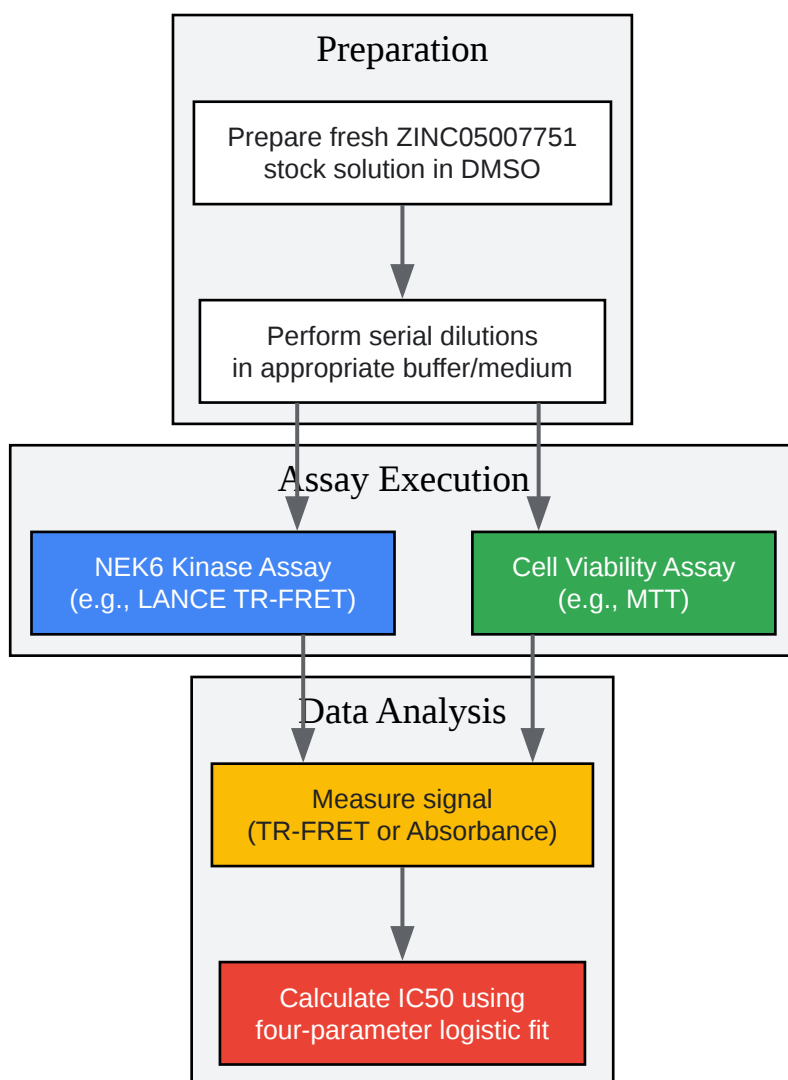 Preparation
Prepare fresh ZINC05007751
stock solution in DMSO
Perform serial dilutions
in appropriate buffer/medium
Assay Execution
NEK6 Kinase Assay
(e.g., LANCE TR-FRET)
Cell Viability Assay
(e.g., MTT)
Data Analysis
Measure signal
(TR-FRET or Absorbance)
Calculate IC50 using
four-parameter logistic fit